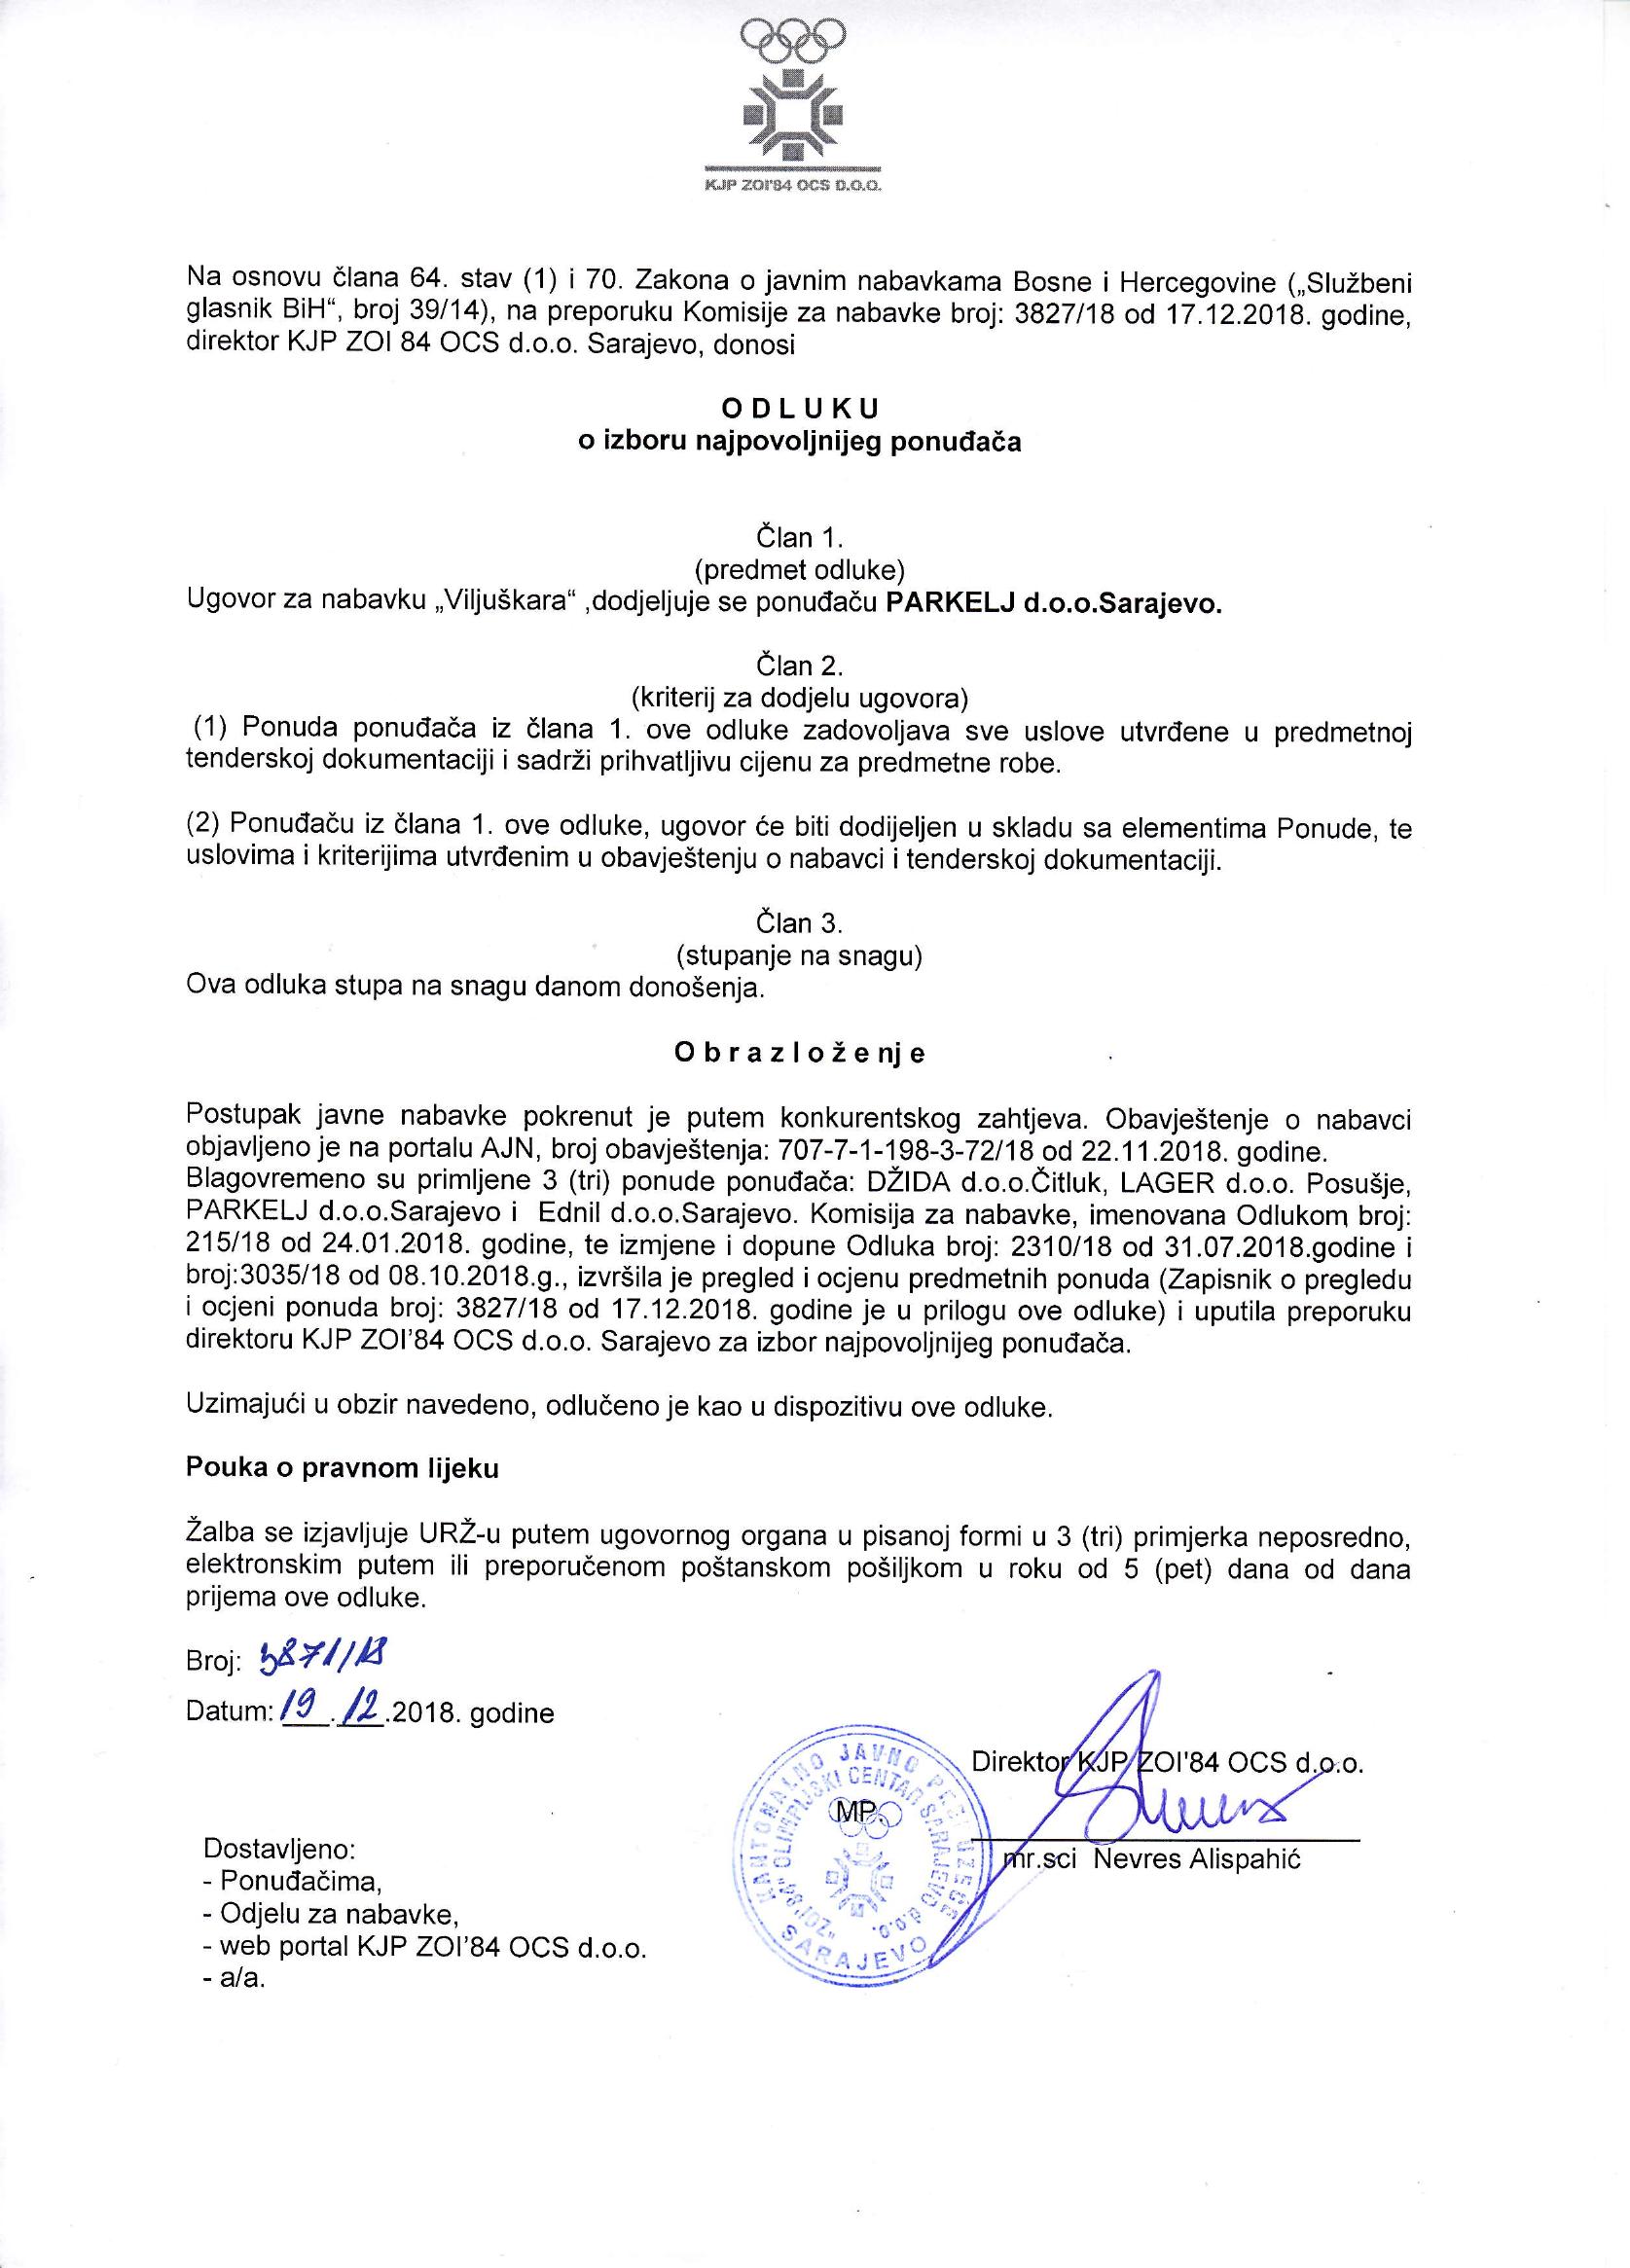 KJP ZOI'84 OCS D.O.O.
Na osnovu člana 64. stav (1) i 70. Zakona o javnim nabavkama Bosne i Hercegovine („Službeni
glasnik BiH“, broj 39/14), na preporuku Komisije za nabavke broj: 3827/18 od 17.12.2018. godine,
direktor KJP ZOI 84 OCS d.o.o. Sarajevo, donosi
O D L U K U
o izboru najpovoljnijeg ponuđača
Član 1.
(predmet odluke)
Ugovor za nabavku „Viljuškara“ ,dodjeljuje se ponuđaču PARKELJ d.o.o.Sarajevo.
Član 2.
(kriterij za dodjelu ugovora)
(1) Ponuda ponuđača iz člana 1. ove odluke zadovoljava sve uslove utvrđene u predmetnoj
tenderskoj dokumentaciji i sadrži prihvatljivu cijenu za predmetne robe.
(2) Ponuđaču iz člana 1. ove odluke, ugovor će biti dodijeljen u skladu sa elementima Ponude, te
uslovima i kriterijima utvrđenim u obavještenju o nabavci i tenderskoj dokumentaciji.
Član 3.
(stupanje na snagu)
Ova odluka stupa na snagu danom donošenja.
O b r a z l o ž e nj e
Postupak javne nabavke pokrenut je putem konkurentskog zahtjeva. Obavještenje o nabavci
objavljeno je na portalu AJN, broj obavještenja: 707-7-1-198-3-72/18 od 22.11.2018. godine.
Blagovremeno su primljene 3 (tri) ponude ponuđača: DŽIDA d.o.o.Čitluk, LAGER d.o.o. Posušje,
PARKELJ d.o.o.Sarajevo i Ednil d.o.o.Sarajevo. Komisija za nabavke, imenovana Odlukom broj:
215/18 od 24.01.2018. godine, te izmjene i dopune Odluka broj: 2310/18 od 31.07.2018.godine i
broj:3035/18 od 08.10.2018.g., izvršila je pregled i ocjenu predmetnih ponuda (Zapisnik o pregledu
i ocjeni ponuda broj: 3827/18 od 17.12.2018. godine je u prilogu ove odluke) i uputila preporuku
direktoru KJP ZOI’84 OCS d.o.o. Sarajevo za izbor najpovoljnijeg ponuđača.
Uzimajući u obzir navedeno, odlučeno je kao u dispozitivu ove odluke.
Pouka o pravnom lijeku
Žalba se izjavljuje URŽ-u putem ugovornog organa u pisanoj formi u 3 (tri) primjerka neposredno,
elektronskim putem ili preporučenom poštanskom pošiljkom u roku od 5 (pet) dana od dana
prijema ove odluke.
Broj: 3871/18
Datum: 19.12.2018. godine
Direktor KJP ZOI'84 OCS d.o.o.
MP.
mr.sci Nevres Alispahić
KANTONALNO JAVNO PREDUZEĆE
"ZOI'84" OLIMPIJSKI CENTAR SARAJEVO d.o.o.
SARAJEVO
Dostavljeno:
- Ponuđačima,
- Odjelu za nabavke,
- web portal KJP ZOI’84 OCS d.o.o.
- a/a.